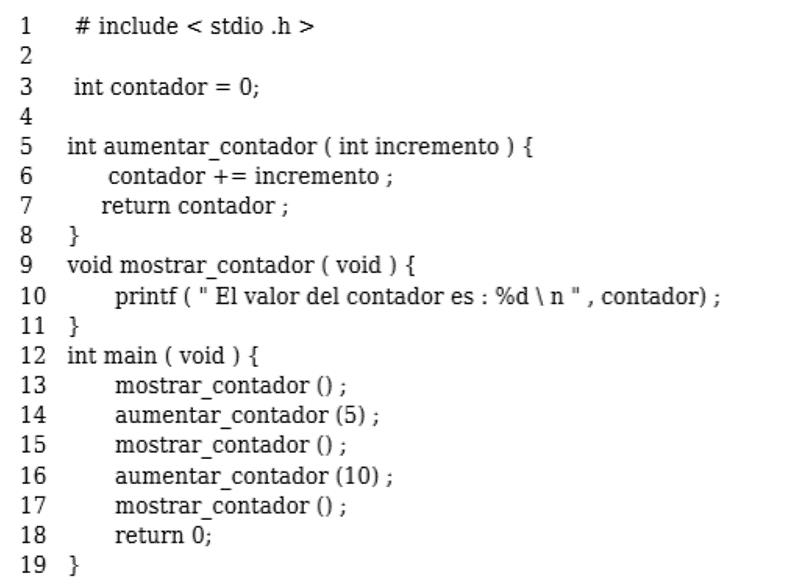 1 # include < stdio .h >
2
3 int contador = 0;
4
5 int aumentar_contador ( int incremento ) {
6 contador += incremento ;
7 return contador ;
8 }
9 void mostrar_contador ( void ) {
10 printf ( " El valor del contador es : %d \ n " , contador) ;
11 }
12 int main ( void ) {
13 mostrar_contador () ;
14 aumentar_contador (5) ;
15 mostrar_contador () ;
16 aumentar_contador (10) ;
17 mostrar_contador () ;
18 return 0;
19 }